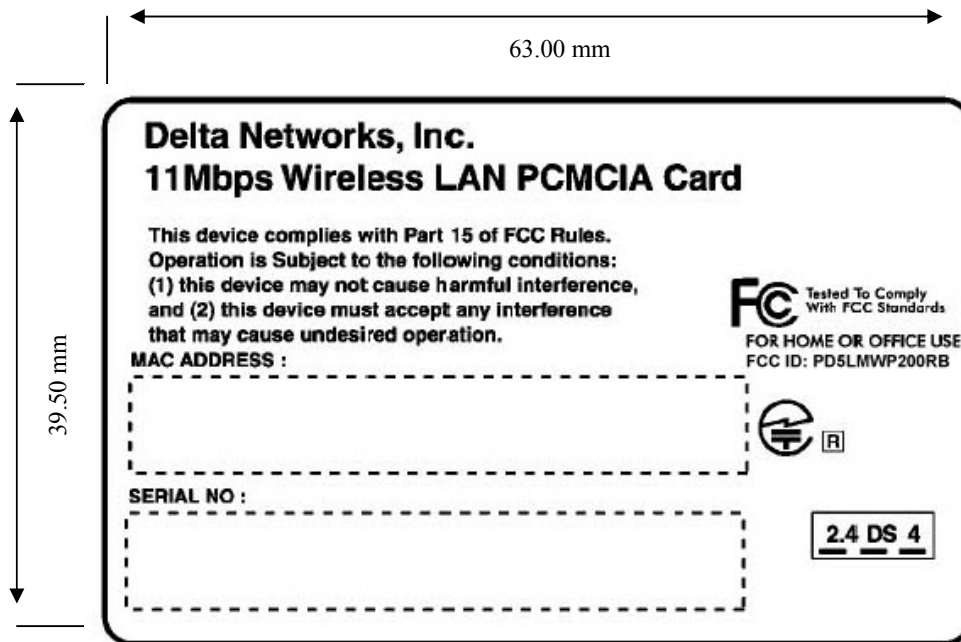 63.00 mm
39.50 mm
Delta Networks, Inc.
11Mbps Wireless LAN PCMCIA Card
This device complies with Part 15 of FCC Rules.
Operation is Subject to the following conditions:
(1) this device may not cause harmful interference,
and (2) this device must accept any interference
that may cause undesired operation.
FC Tested To Comply
With FCC Standards
FOR HOME OR OFFICE USE
FCC ID: PD5LMWP200RB
MAC ADDRESS :
R
SERIAL NO :
2.4 DS 4